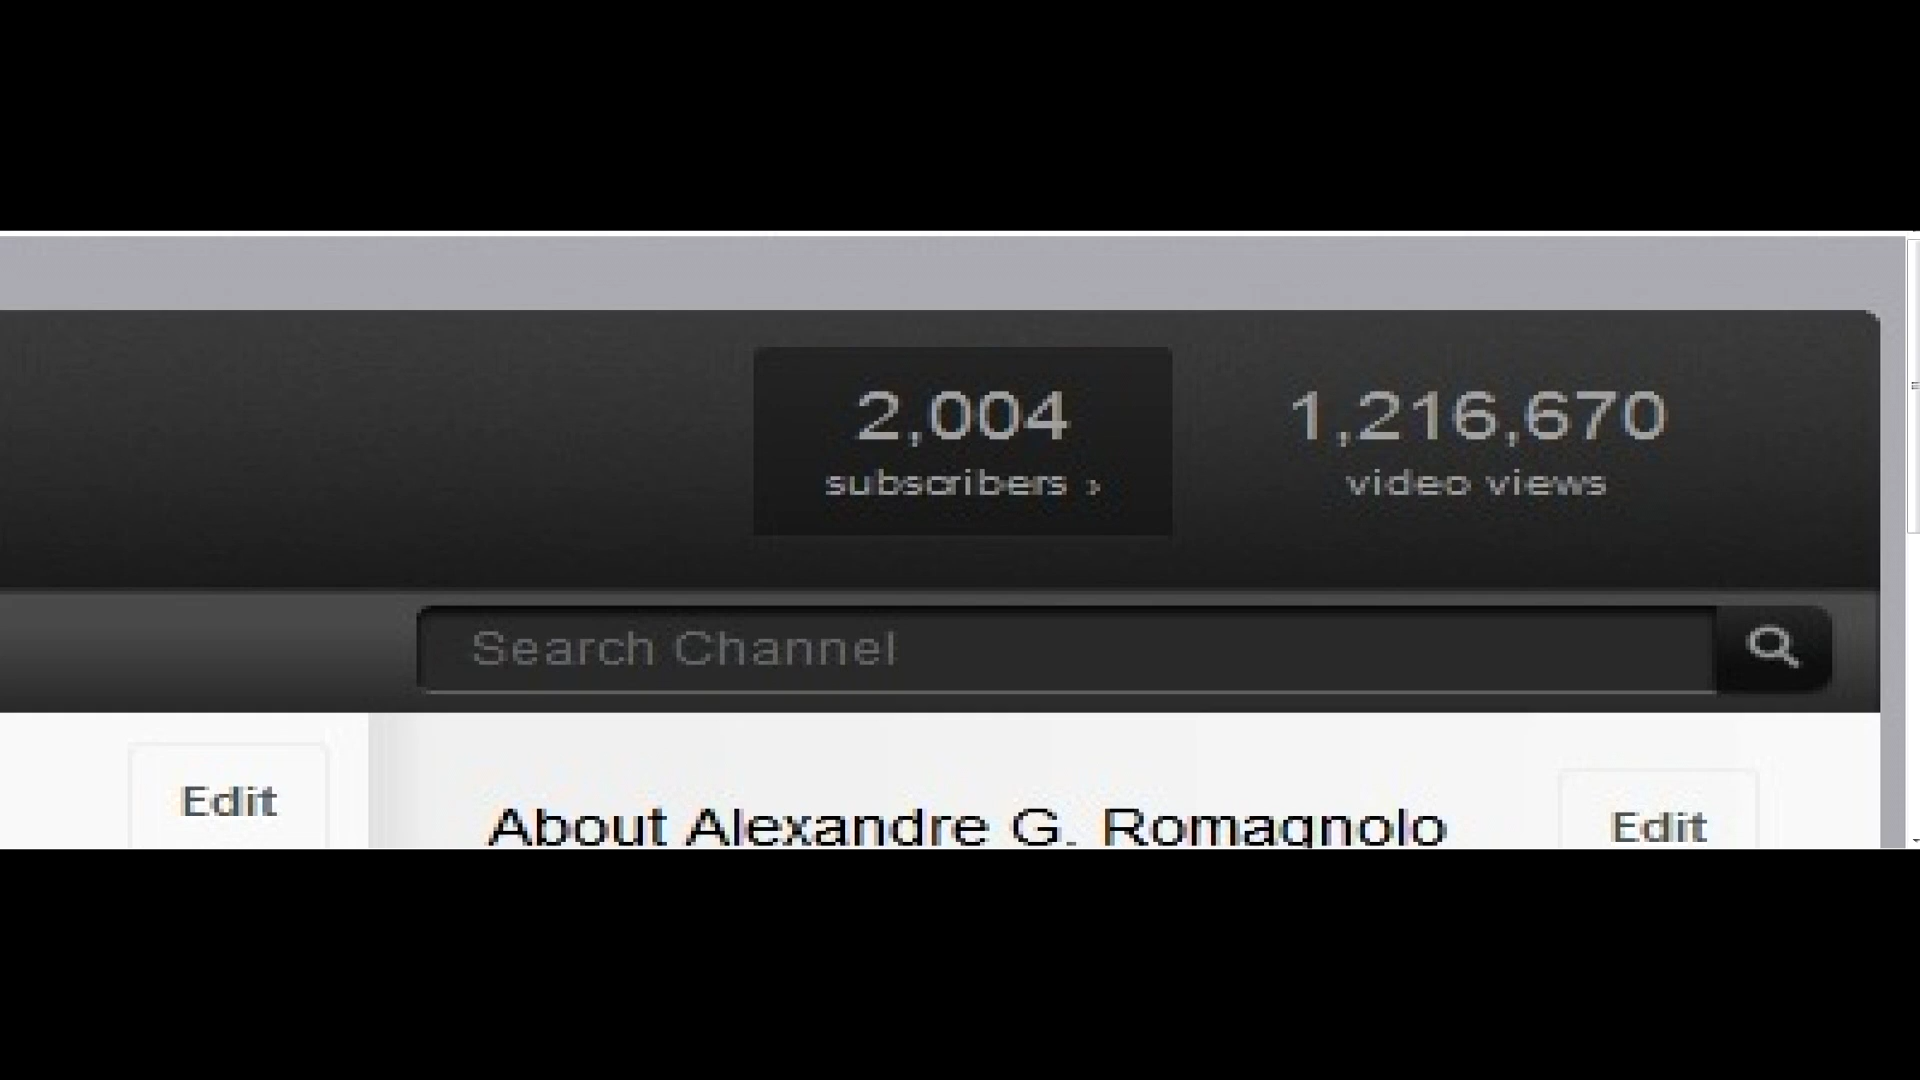 2,004
subscribers ›
1,216,670
video views
Search Channel
Edit
About Alexandre G. Romagnolo
Edit